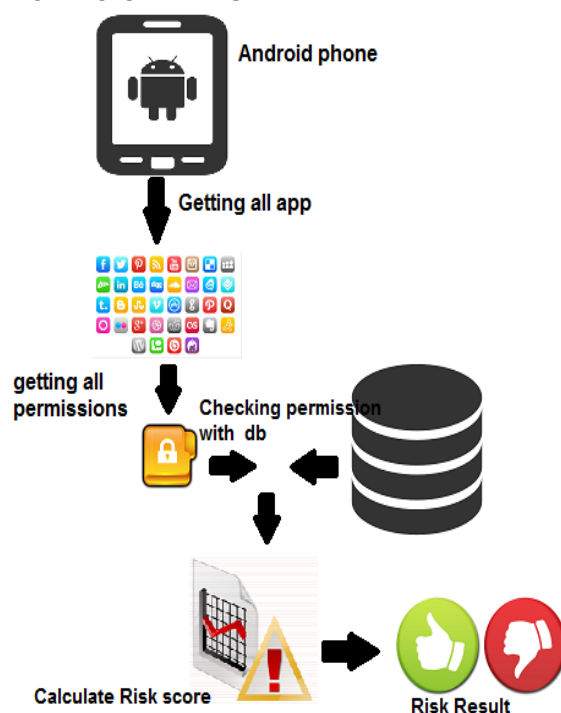 Android phone
Getting all app
getting all
permissions
Checking permission
with db
Calculate Risk score
Risk Result